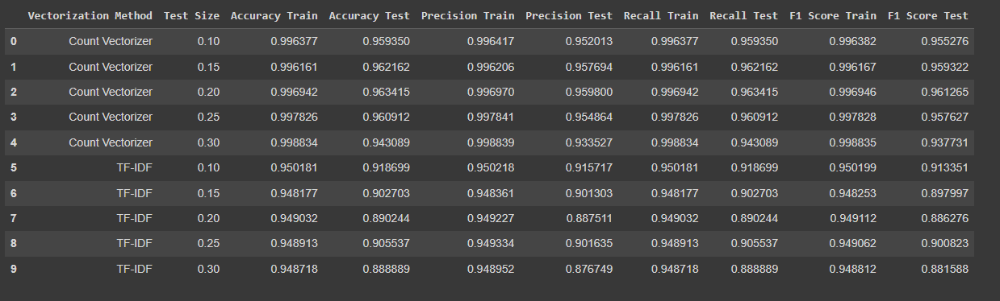 Vectorization Method Test Size Accuracy Train Accuracy Test Precision Train Precision Test Recall Train Recall Test F1 Score Train F1 Score Test
0 Count Vectorizer 0.10 0.996377 0.959350 0.996417 0.952013 0.996377 0.959350 0.996382 0.955276
1 Count Vectorizer 0.15 0.996161 0.962162 0.996206 0.957694 0.996161 0.962162 0.996167 0.959322
2 Count Vectorizer 0.20 0.996942 0.963415 0.996970 0.959800 0.996942 0.963415 0.996946 0.961265
3 Count Vectorizer 0.25 0.997826 0.960912 0.997841 0.954864 0.997826 0.960912 0.997828 0.957627
4 Count Vectorizer 0.30 0.998834 0.943089 0.998839 0.933527 0.998834 0.943089 0.998835 0.937731
5 TF-IDF 0.10 0.950181 0.918699 0.950218 0.915717 0.950181 0.918699 0.950199 0.913351
6 TF-IDF 0.15 0.948177 0.902703 0.948361 0.901303 0.948177 0.902703 0.948253 0.897997
7 TF-IDF 0.20 0.949032 0.890244 0.949227 0.887511 0.949032 0.890244 0.949112 0.886276
8 TF-IDF 0.25 0.948913 0.905537 0.949334 0.901635 0.948913 0.905537 0.949062 0.900823
9 TF-IDF 0.30 0.948718 0.888889 0.948952 0.876749 0.948718 0.888889 0.948812 0.881588